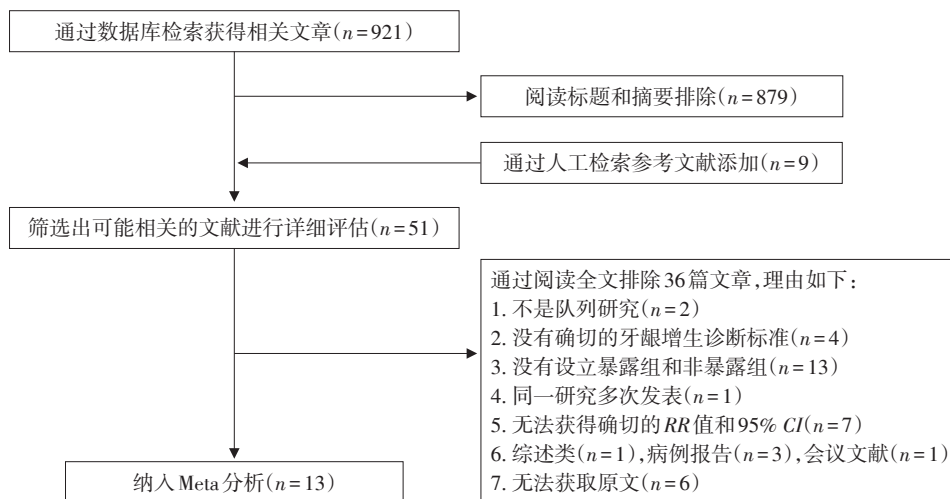 通过数据库检索获得相关文章(n=921)
阅读标题和摘要排除(n=879)
通过人工检索参考文献添加(n=9)
筛选出可能相关的文献进行详细评估(n=51)
通过阅读全文排除36篇文章,理由如下:
1. 不是队列研究(n=2)
2. 没有确切的牙龈增生诊断标准(n=4)
3. 没有设立暴露组和非暴露组(n=13)
4. 同一研究多次发表(n=1)
5. 无法获得确切的RR值和95% CI(n=7)
6. 综述类(n=1),病例报告(n=3),会议文献(n=1)
7. 无法获取原文(n=6)
纳入Meta分析(n=13)